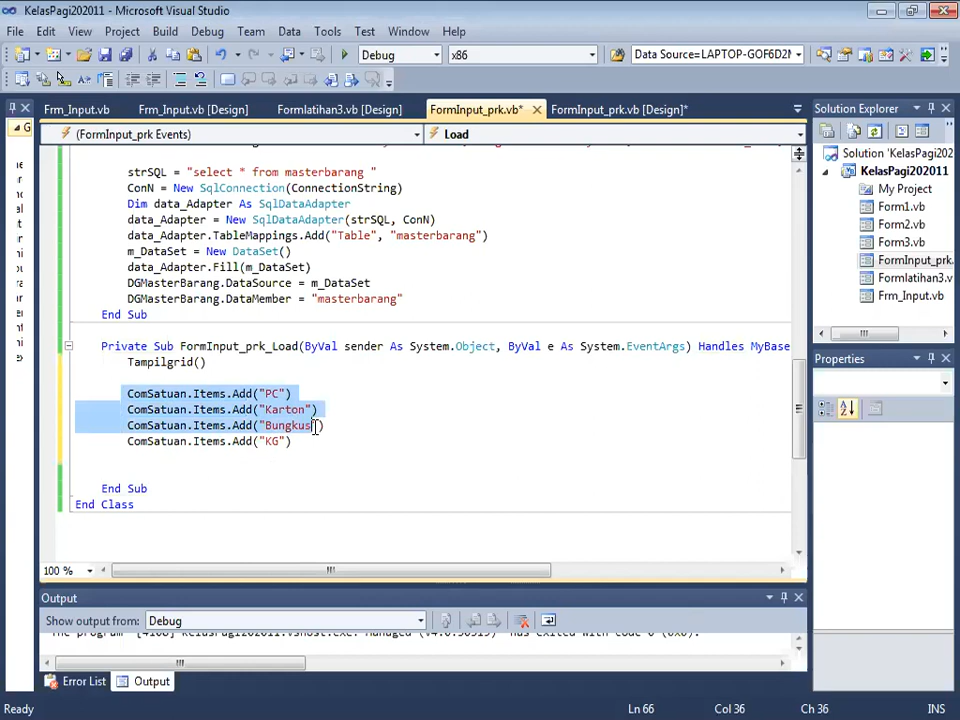 KelasPagi202011 - Microsoft Visual Studio
File Edit View Project Build Debug Team Data Tools Test Window Help
Debug x86 Data Source=LAPTOP-GOF6D2N
Frm_Input.vb Frm_Input.vb [Design] Formlatihan3.vb [Design] FormInput_prk.vb* FormInput_prk.vb [Design]*
(FormInput_prk Events) Load
strSQL = "select * from masterbarang "
ConN = New SqlConnection(ConnectionString)
Dim data_Adapter As SqlDataAdapter
data_Adapter = New SqlDataAdapter(strSQL, ConN)
data_Adapter.TableMappings.Add("Table", "masterbarang")
m_DataSet = New DataSet()
data_Adapter.Fill(m_DataSet)
DGMasterBarang.DataSource = m_DataSet
DGMasterBarang.DataMember = "masterbarang"
End Sub
Private Sub FormInput_prk_Load(ByVal sender As System.Object, ByVal e As System.EventArgs) Handles MyBase
Tampilgrid()
ComSatuan.Items.Add("PC")
ComSatuan.Items.Add("Karton")
ComSatuan.Items.Add("Bungkus")
ComSatuan.Items.Add("KG")
End Sub
End Class
100 %
Output
Show output from: Debug
Error List Output
Ready Ln 66 Col 36 Ch 36 INS
Solution Explorer
Solution 'KelasPagi202
KelasPagi202011
My Project
Form1.vb
Form2.vb
Form3.vb
FormInput_prk.
Formlatihan3.v
Frm_Input.vb
Properties